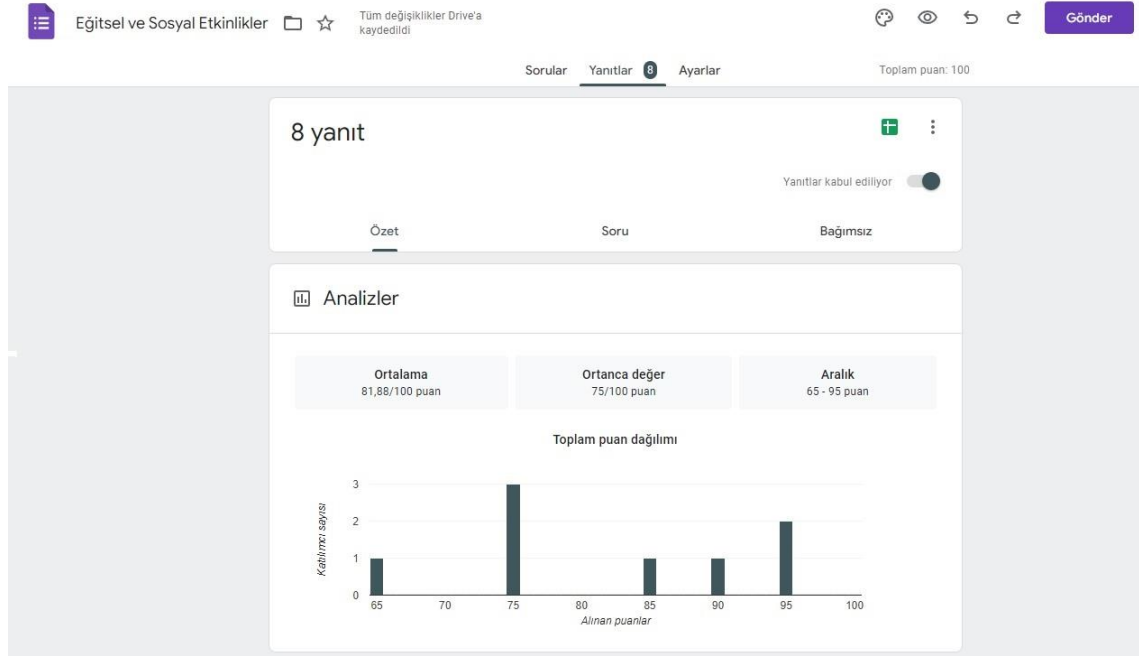 Eğitsel ve Sosyal Etkinlikler
Tüm değişiklikler Drive'a
kaydedildi
Gönder
Sorular Yanıtlar 8 Ayarlar
Toplam puan: 100
8 yanıt
Yanıtlar kabul ediliyor
Özet Soru Bağımsız
Analizler
Ortalama
81,88/100 puan
Ortanca değer
75/100 puan
Aralık
65 - 95 puan
Toplam puan dağılımı
Katılımcı sayısı
3
2
1
0
65 70 75 80 85 90 95 100
Alınan puanlar